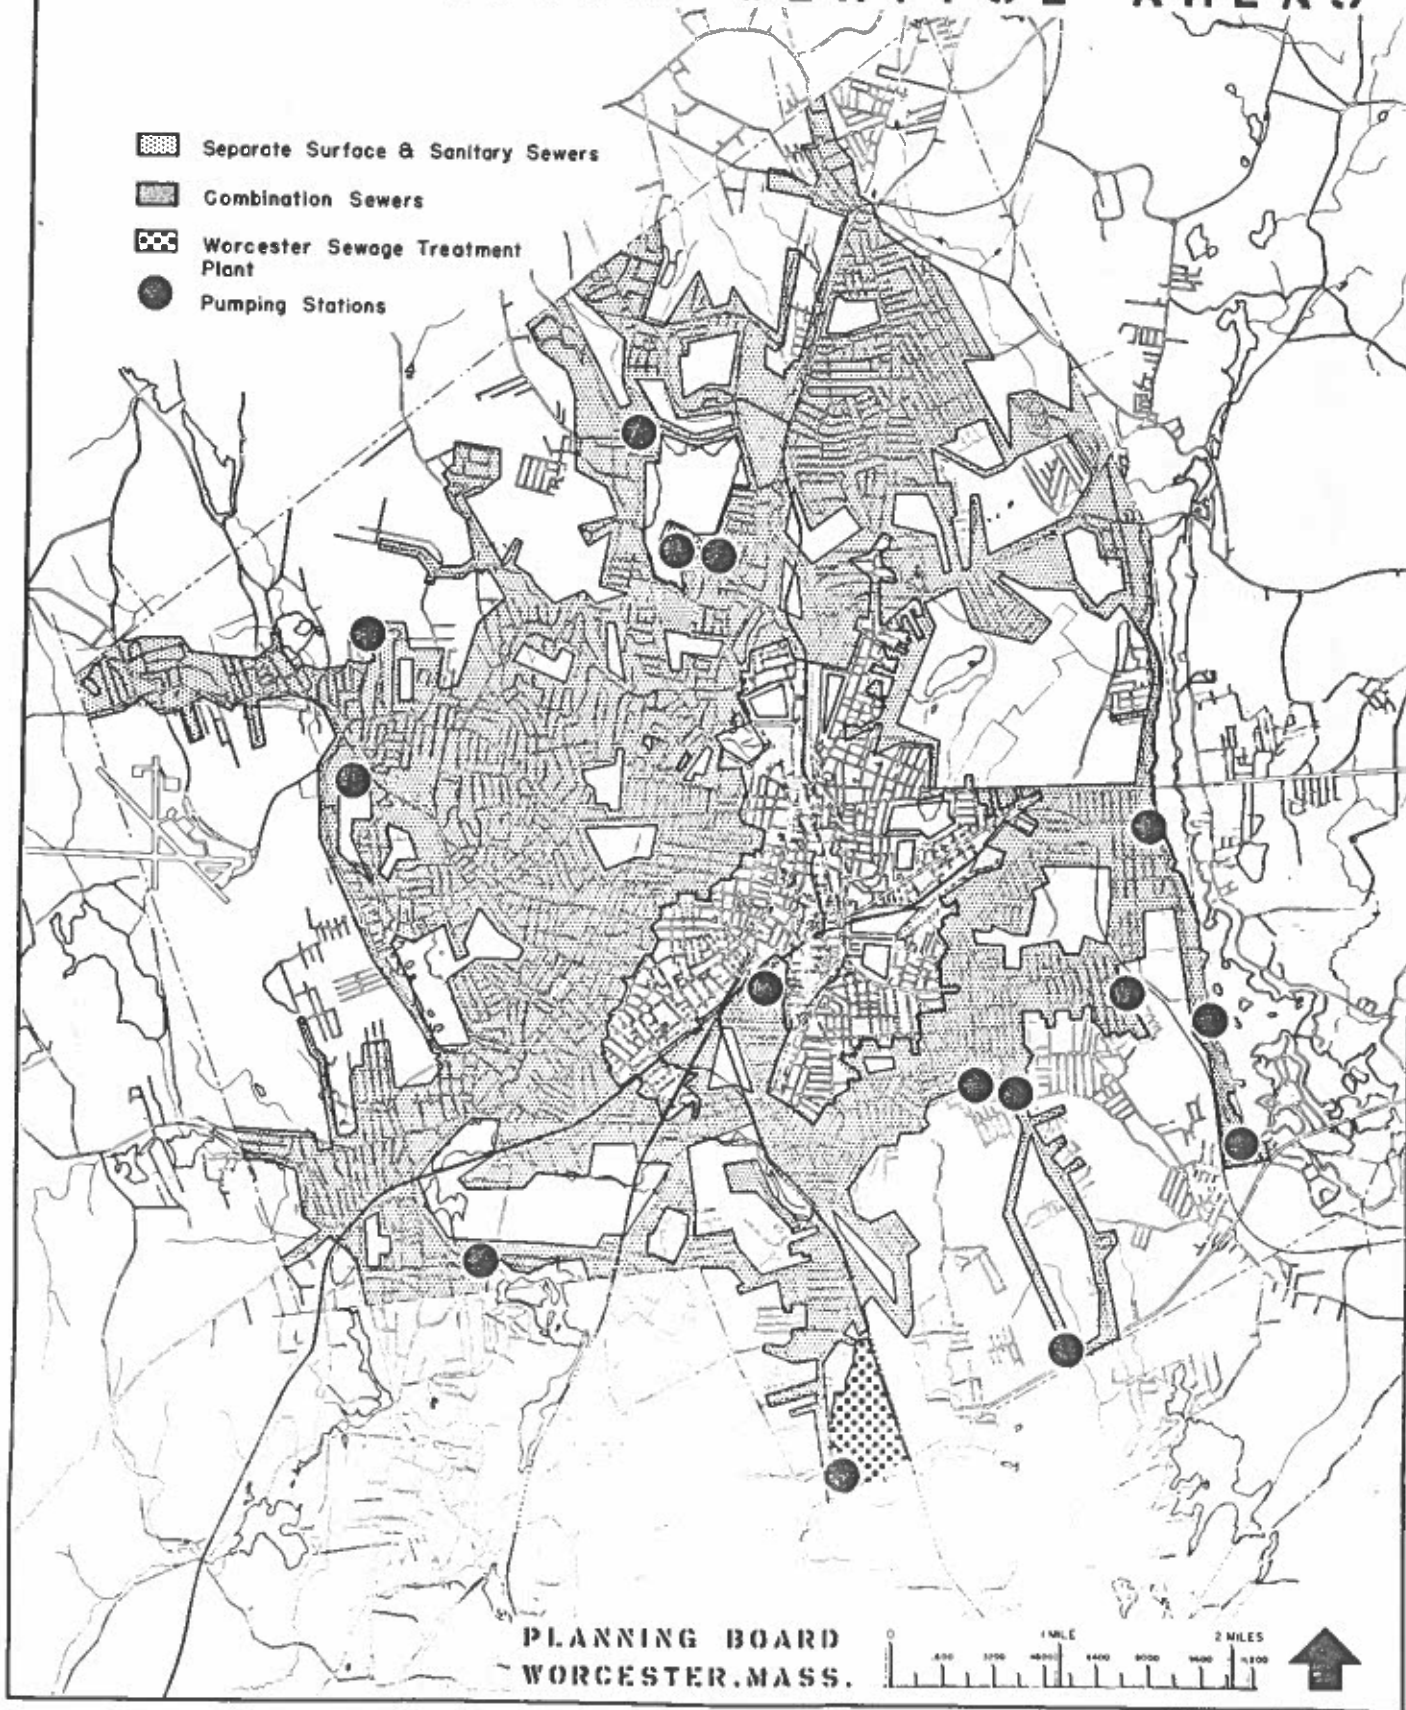 Separate Surface & Sanitary Sewers
Combination Sewers
Worcester Sewage Treatment
Plant
Pumping Stations
PLANNING BOARD
WORCESTER, MASS.
0 1 MILE 2 MILES